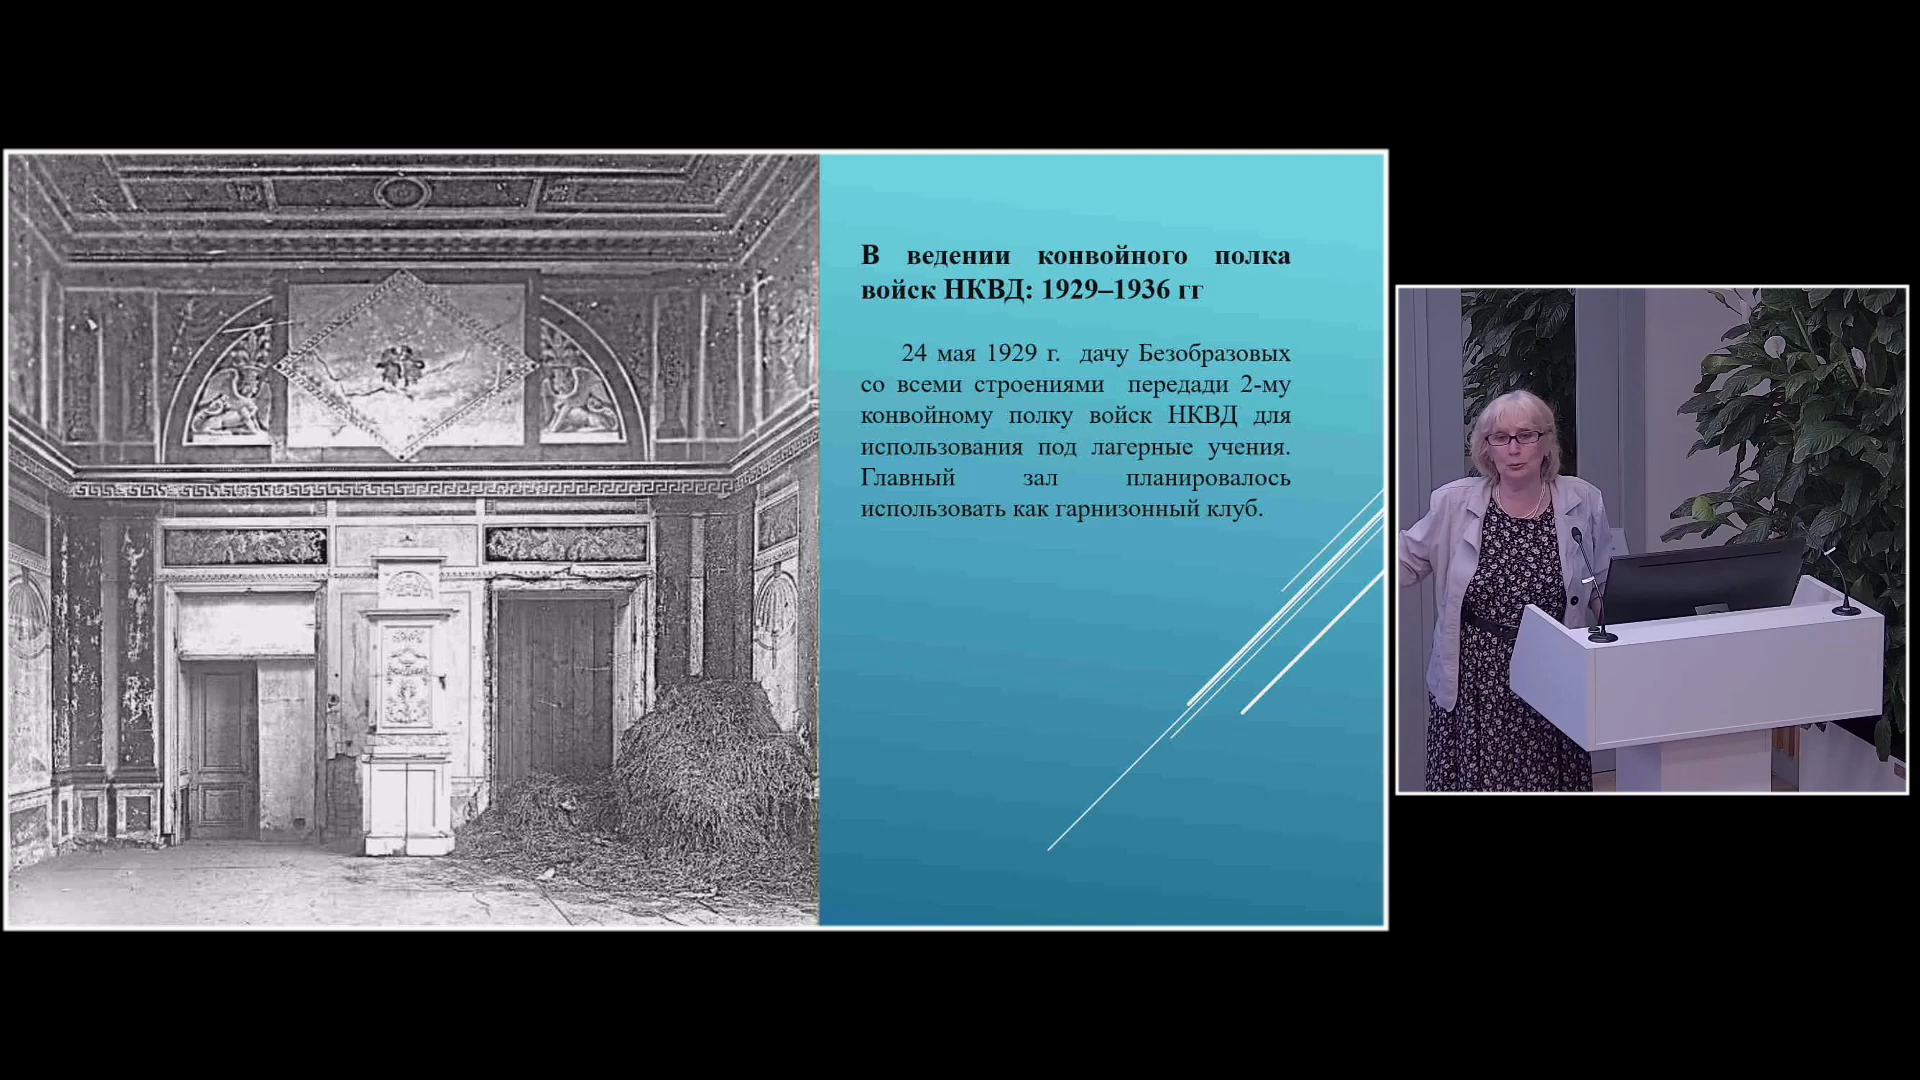 В ведении конвойного полка
войск НКВД: 1929–1936 гг
24 мая 1929 г. дачу Безобразовых
со всеми строениями передади 2-му
конвойному полку войск НКВД для
использования под лагерные учения.
Главный зал планировалось
использовать как гарнизонный клуб.